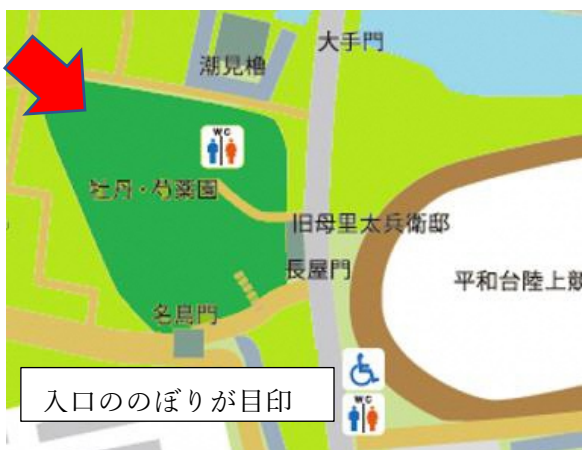 大手門
潮見櫓
WC
牡丹・芍薬園
旧母里太兵衛邸
長屋門
平和台陸上競
名島門
入口ののぼりが目印
WC